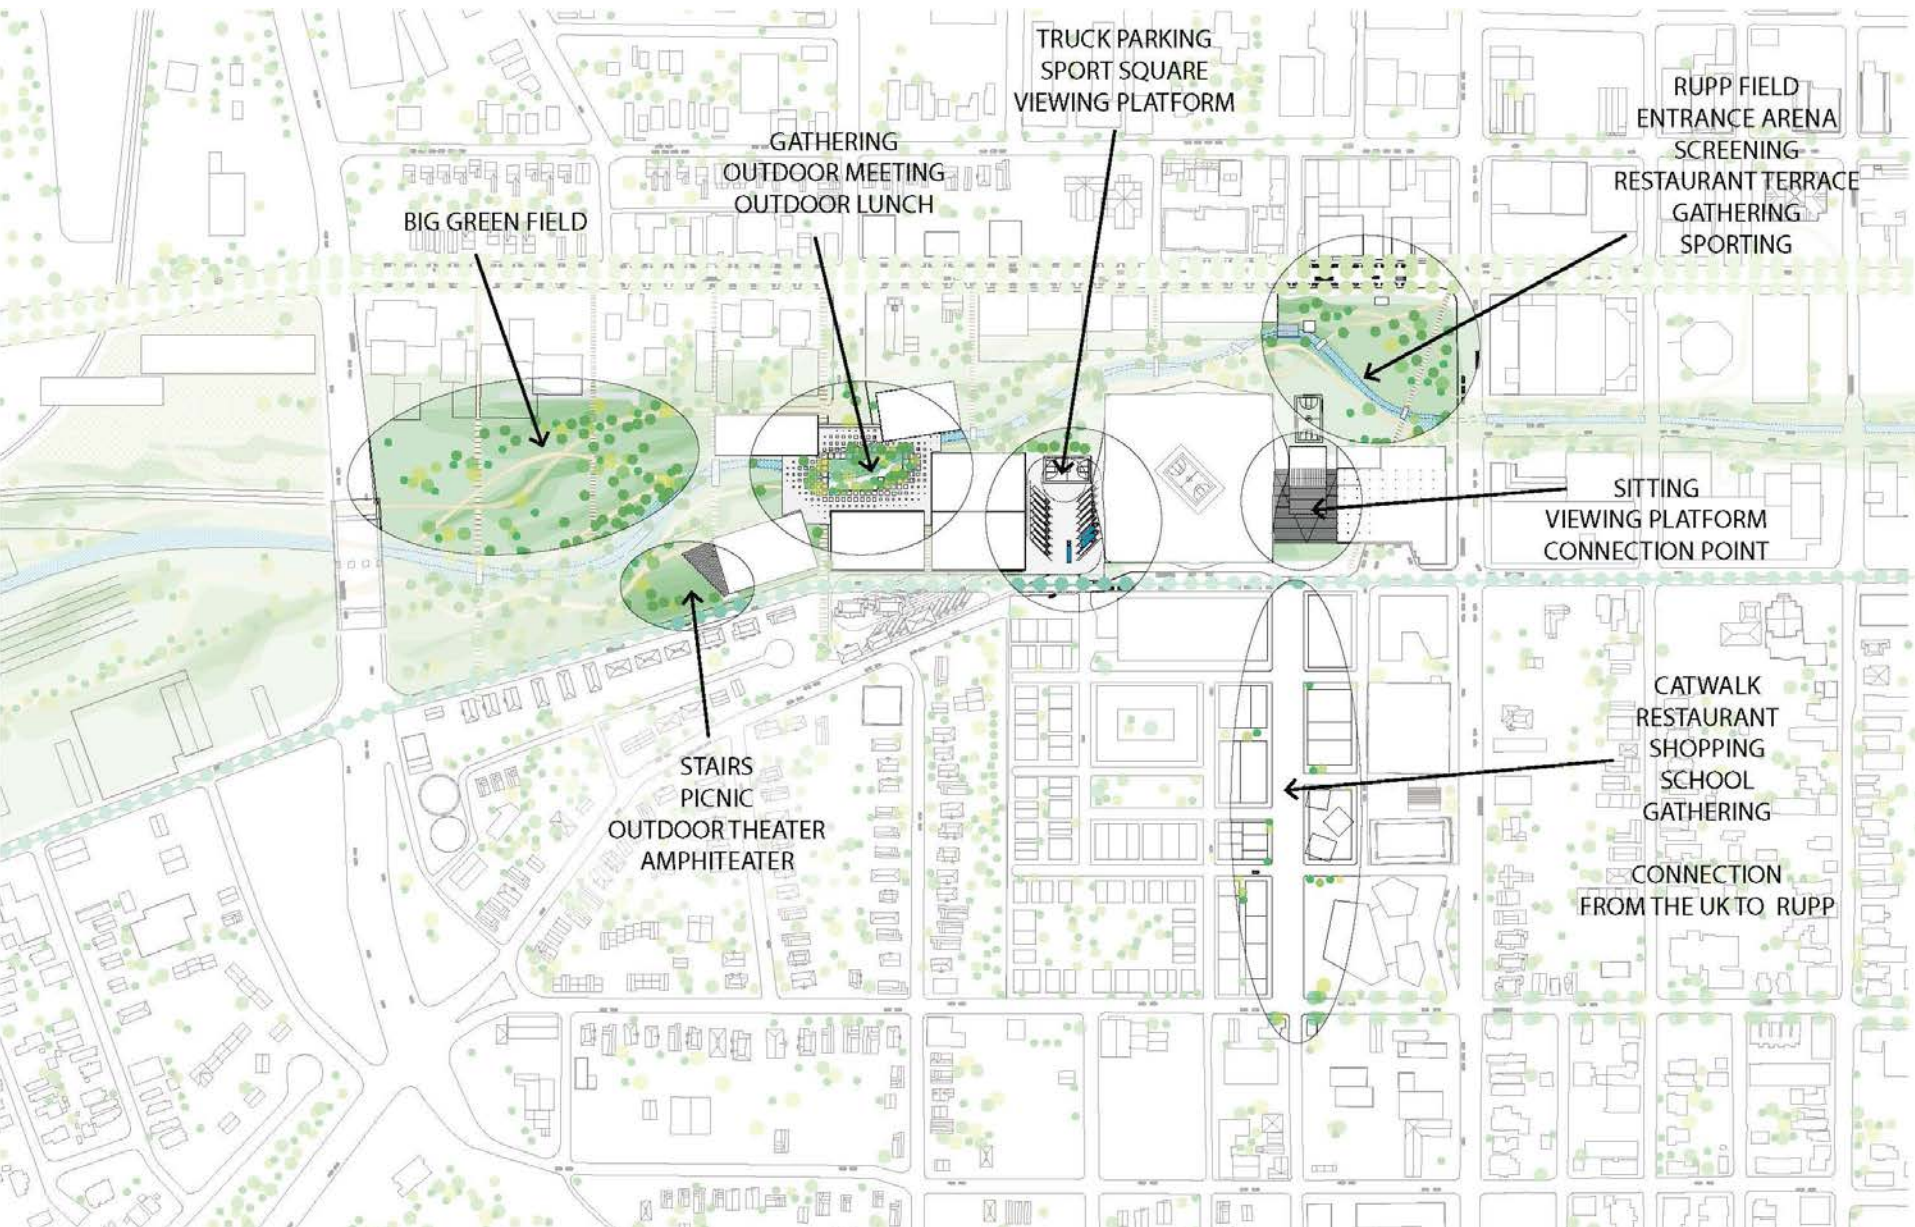 TRUCK PARKING
SPORT SQUARE
VIEWING PLATFORM
RUPP FIELD
ENTRANCE ARENA
SCREENING
RESTAURANT TERRACE
GATHERING
SPORTING
GATHERING
OUTDOOR MEETING
OUTDOOR LUNCH
BIG GREEN FIELD
SITTING
VIEWING PLATFORM
CONNECTION POINT
CATWALK
RESTAURANT
SHOPPING
SCHOOL
GATHERING
CONNECTION
FROM THE UK TO RUPP
STAIRS
PICNIC
OUTDOOR THEATER
AMPHITEATER